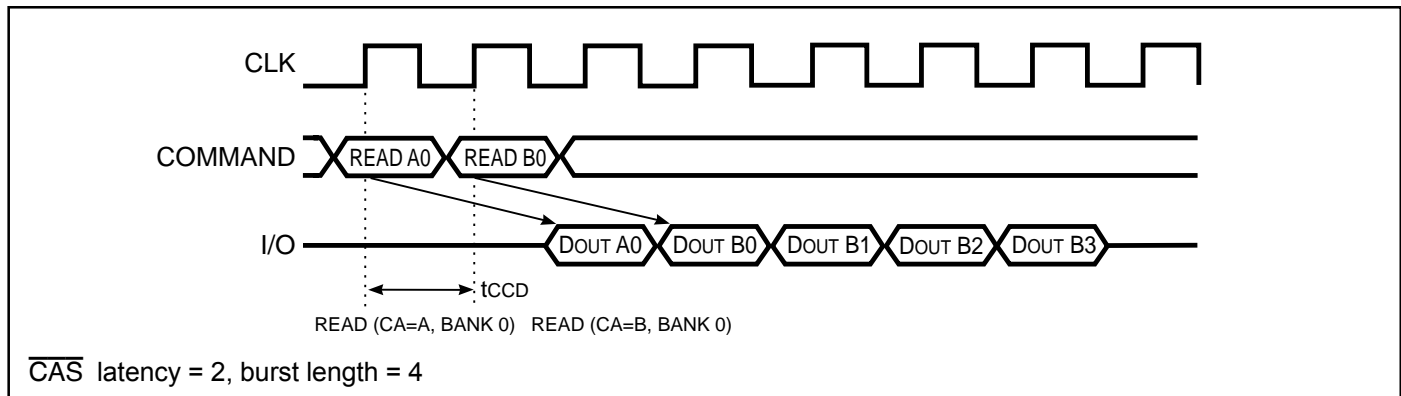 CLK
COMMAND READ A0 READ B0
I/O DOUT A0 DOUT B0 DOUT B1 DOUT B2 DOUT B3
tCCD
READ (CA=A, BANK 0) READ (CA=B, BANK 0)
CAS latency = 2, burst length = 4